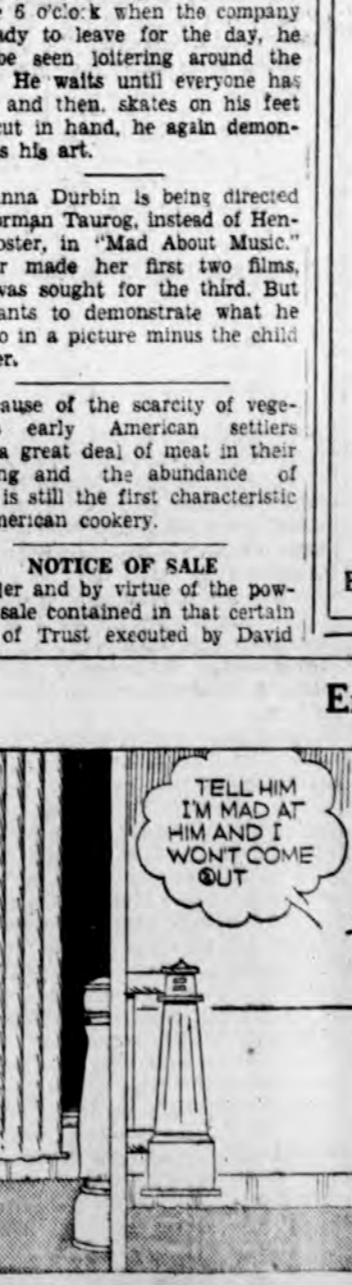 6 o'clock when the company
ady to leave for the day, he
be seen loitering around the
He waits until everyone has
and then, skates on his feet
cut in hand, he again demon-
s his art.
nna Durbin is being directed
orman Taurog, instead of Hen-
oster, in "Mad About Music."
r made her first two films,
was sought for the third. But
ants to demonstrate what he
o in a picture minus the child
er.
ause of the scarcity of vege-
early American settlers
a great deal of meat in their
ng and the abundance of
is still the first characteristic
merican cookery.
NOTICE OF SALE
der and by virtue of the pow-
sale contained in that certain
of Trust executed by David
TELL HIM
I'M MAD AT
HIM AND I
WON'T COME
OUT